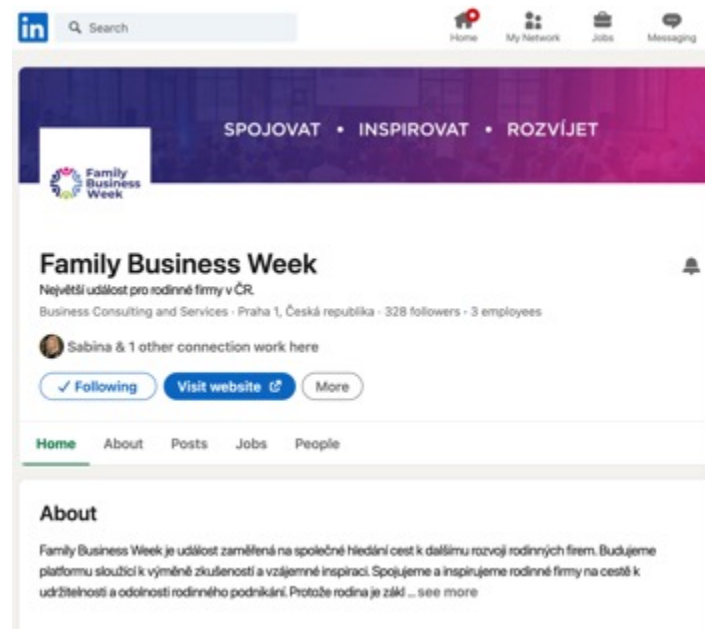 in
Search
Home
My Network
Jobs
Messaging
SPOJOVAT • INSPIROVAT • ROZVÍJET
Family
Business
Week
Family Business Week
Největší událost pro rodinné firmy v ČR.
Business Consulting and Services · Praha 1, Česká republika · 328 followers · 3 employees
Sabina & 1 other connection work here
✓ Following
Visit website
More
Home About Posts Jobs People
About
Family Business Week je událost zaměřená na společné hledání cest k dalšímu rozvoji rodinných firem. Budujeme
platformu sloužící k výměně zkušeností a vzájemné inspiraci. Spojujeme a inspirujeme rodinné firmy na cestě k
udržitelnosti a odolnosti rodinného podnikání. Protože rodina je zákl ... see more